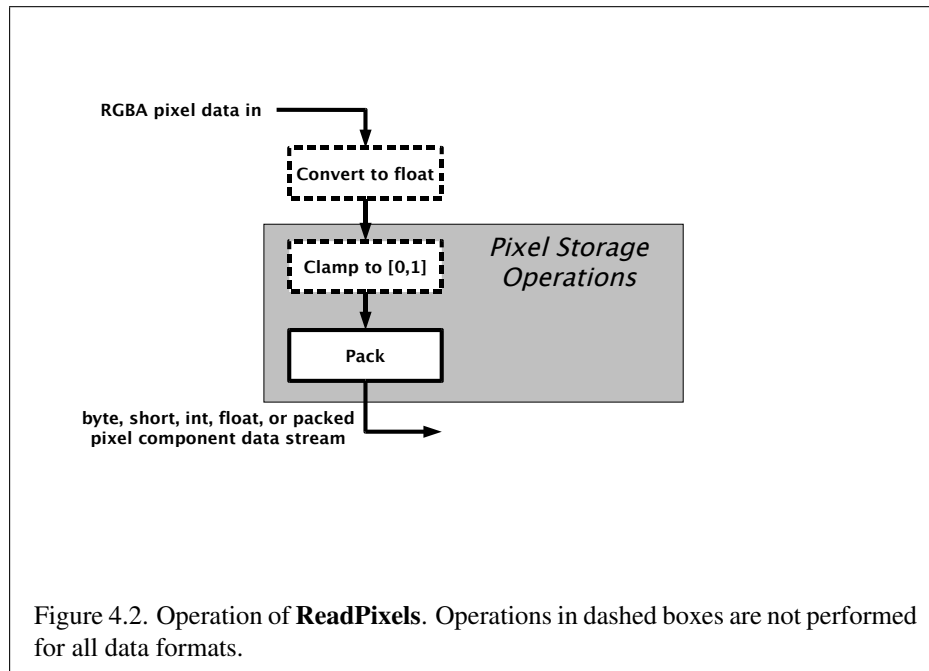 RGBA pixel data in
Convert to float
Pixel Storage
Operations
Clamp to [0,1]
Pack
byte, short, int, float, or packed
pixel component data stream
Figure 4.2. Operation of ReadPixels. Operations in dashed boxes are not performed
for all data formats.